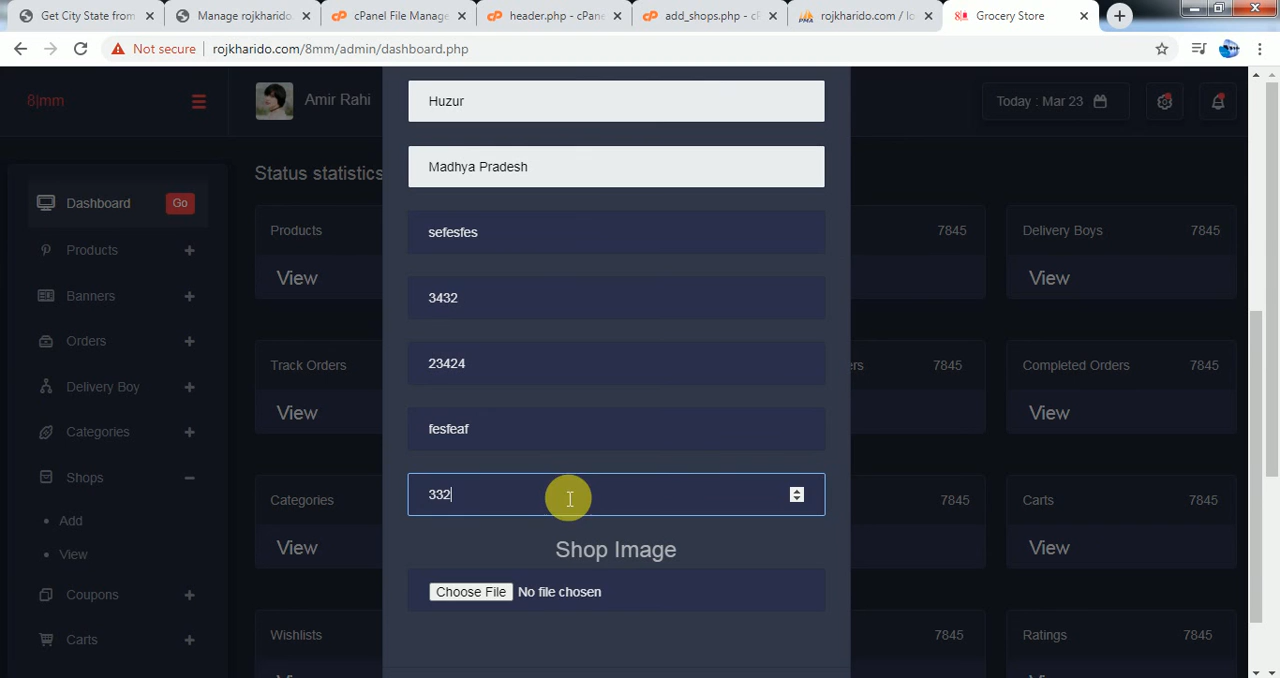 Get City State from
Manage rojkharido.
cPanel File Manage
header.php - cPane
add_shops.php - cP
rojkharido.com / lo
Grocery Store
Not secure
rojkharido.com/8mm/admin/dashboard.php
8|mm
Amir Rahi
Today : Mar 23
Dashboard
Go
Products
Banners
Orders
Delivery Boy
Categories
Shops
Add
View
Coupons
Carts
Status statistics
Products
View
7845
Delivery Boys
7845
View
Track Orders
View
ers
7845
Completed Orders
7845
View
Categories
View
7845
Carts
7845
View
Wishlists
7845
Ratings
7845
Huzur
Madhya Pradesh
sefesfes
3432
23424
fesfeaf
332
Shop Image
Choose File No file chosen